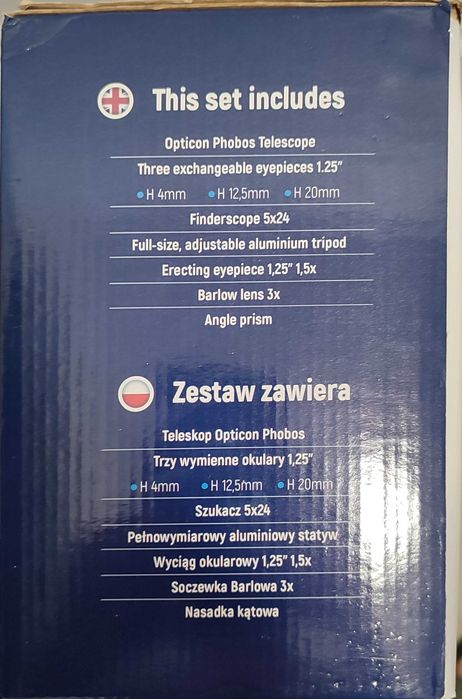 This set includes
Opticon Phobos Telescope
Three exchangeable eyepieces 1.25"
H 4mm H 12,5mm H 20mm
Finderscope 5x24
Full-size, adjustable aluminium tripod
Erecting eyepiece 1,25" 1,5x
Barlow lens 3x
Angle prism
Zestaw zawiera
Teleskop Opticon Phobos
Trzy wymienne okulary 1,25"
H 4mm H 12,5mm H 20mm
Szukacz 5x24
Pełnowymiarowy aluminiowy statyw
Wyciąg okularowy 1,25" 1,5x
Soczewka Barlowa 3x
Nasadka kątowa